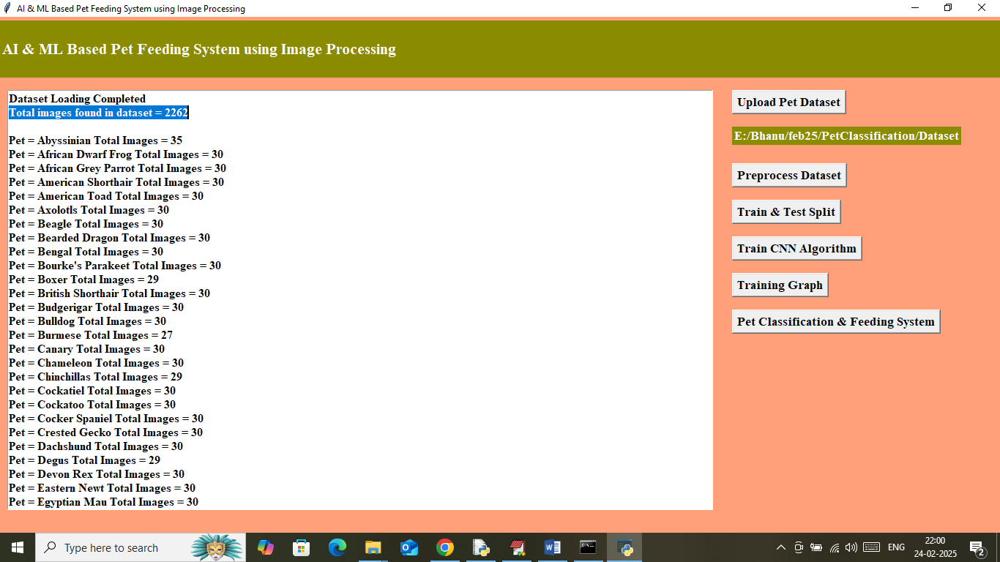 AI & ML Based Pet Feeding System using Image Processing
AI & ML Based Pet Feeding System using Image Processing
Dataset Loading Completed
Total images found in dataset = 2262
Pet = Abyssinian Total Images = 35
Pet = African Dwarf Frog Total Images = 30
Pet = African Grey Parrot Total Images = 30
Pet = American Shorthair Total Images = 30
Pet = American Toad Total Images = 30
Pet = Axolotls Total Images = 30
Pet = Beagle Total Images = 30
Pet = Bearded Dragon Total Images = 30
Pet = Bengal Total Images = 30
Pet = Bourke's Parakeet Total Images = 30
Pet = Boxer Total Images = 29
Pet = British Shorthair Total Images = 30
Pet = Budgerigar Total Images = 30
Pet = Bulldog Total Images = 30
Pet = Burmese Total Images = 27
Pet = Canary Total Images = 30
Pet = Chameleon Total Images = 30
Pet = Chinchillas Total Images = 29
Pet = Cockatiel Total Images = 30
Pet = Cockatoo Total Images = 30
Pet = Cocker Spaniel Total Images = 30
Pet = Crested Gecko Total Images = 30
Pet = Dachshund Total Images = 30
Pet = Degus Total Images = 29
Pet = Devon Rex Total Images = 30
Pet = Eastern Newt Total Images = 30
Pet = Egyptian Mau Total Images = 30
Upload Pet Dataset
E:/Bhanu/feb25/PetClassification/Dataset
Preprocess Dataset
Train & Test Split
Train CNN Algorithm
Training Graph
Pet Classification & Feeding System
Type here to search
ENG
22:00
24-02-2025
2